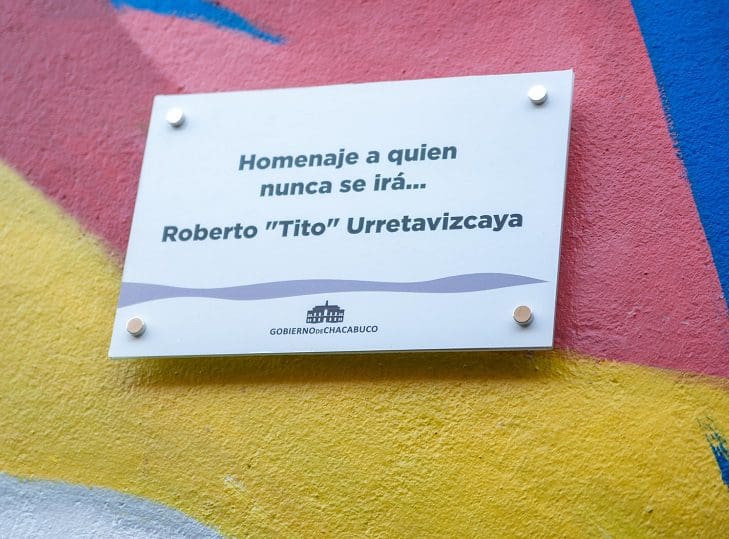 Homenaje a quien
nunca se irá...
Roberto "Tito" Urretavizcaya
GOBIERNODECHACABUCO